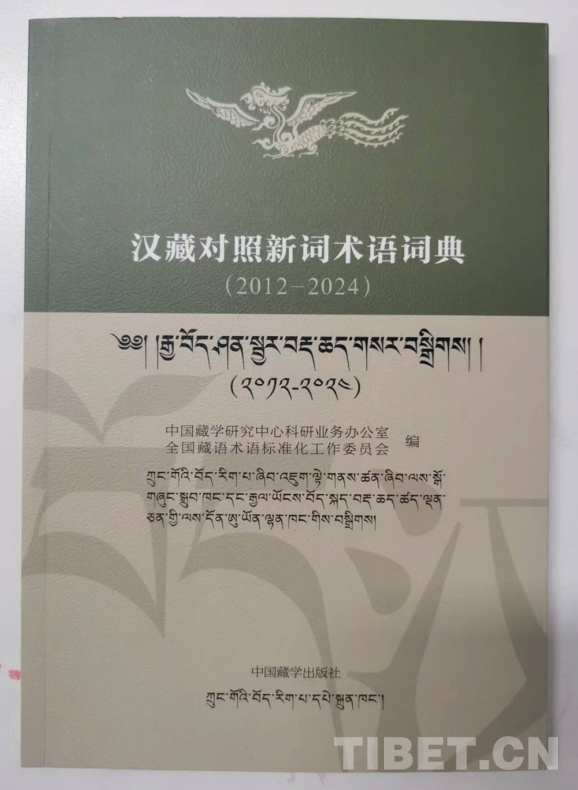 汉藏对照新词术语词典
(2012-2024)
༄༅། །རྒྱ་བོད་ཤན་སྦྱར་བརྡ་ཆད་གསར་བསྒྲིགས། །
(༢༠༡༢-༢༠༢༤)
中国藏学研究中心科研业务办公室
全国藏语术语标准化工作委员会 编
ཀྲུང་གོའི་བོད་རིག་པ་ཞིབ་འཇུག་ལྟེ་གནས་ཚན་ཞིབ་ལས་སྒོ་
གཞུང་སྒྲུབ་ཁང་དང་རྒྱལ་ཡོངས་བོད་སྐད་བརྡ་ཆད་ཚད་ལྡན་
ཅན་གྱི་ལས་དོན་ཨུ་ཡོན་ལྷན་ཁང་གིས་བསྒྲིགས།
中国藏学出版社
ཀྲུང་གོའི་བོད་རིག་པ་དཔེ་སྐྲུན་ཁང་།
TIBET.CN